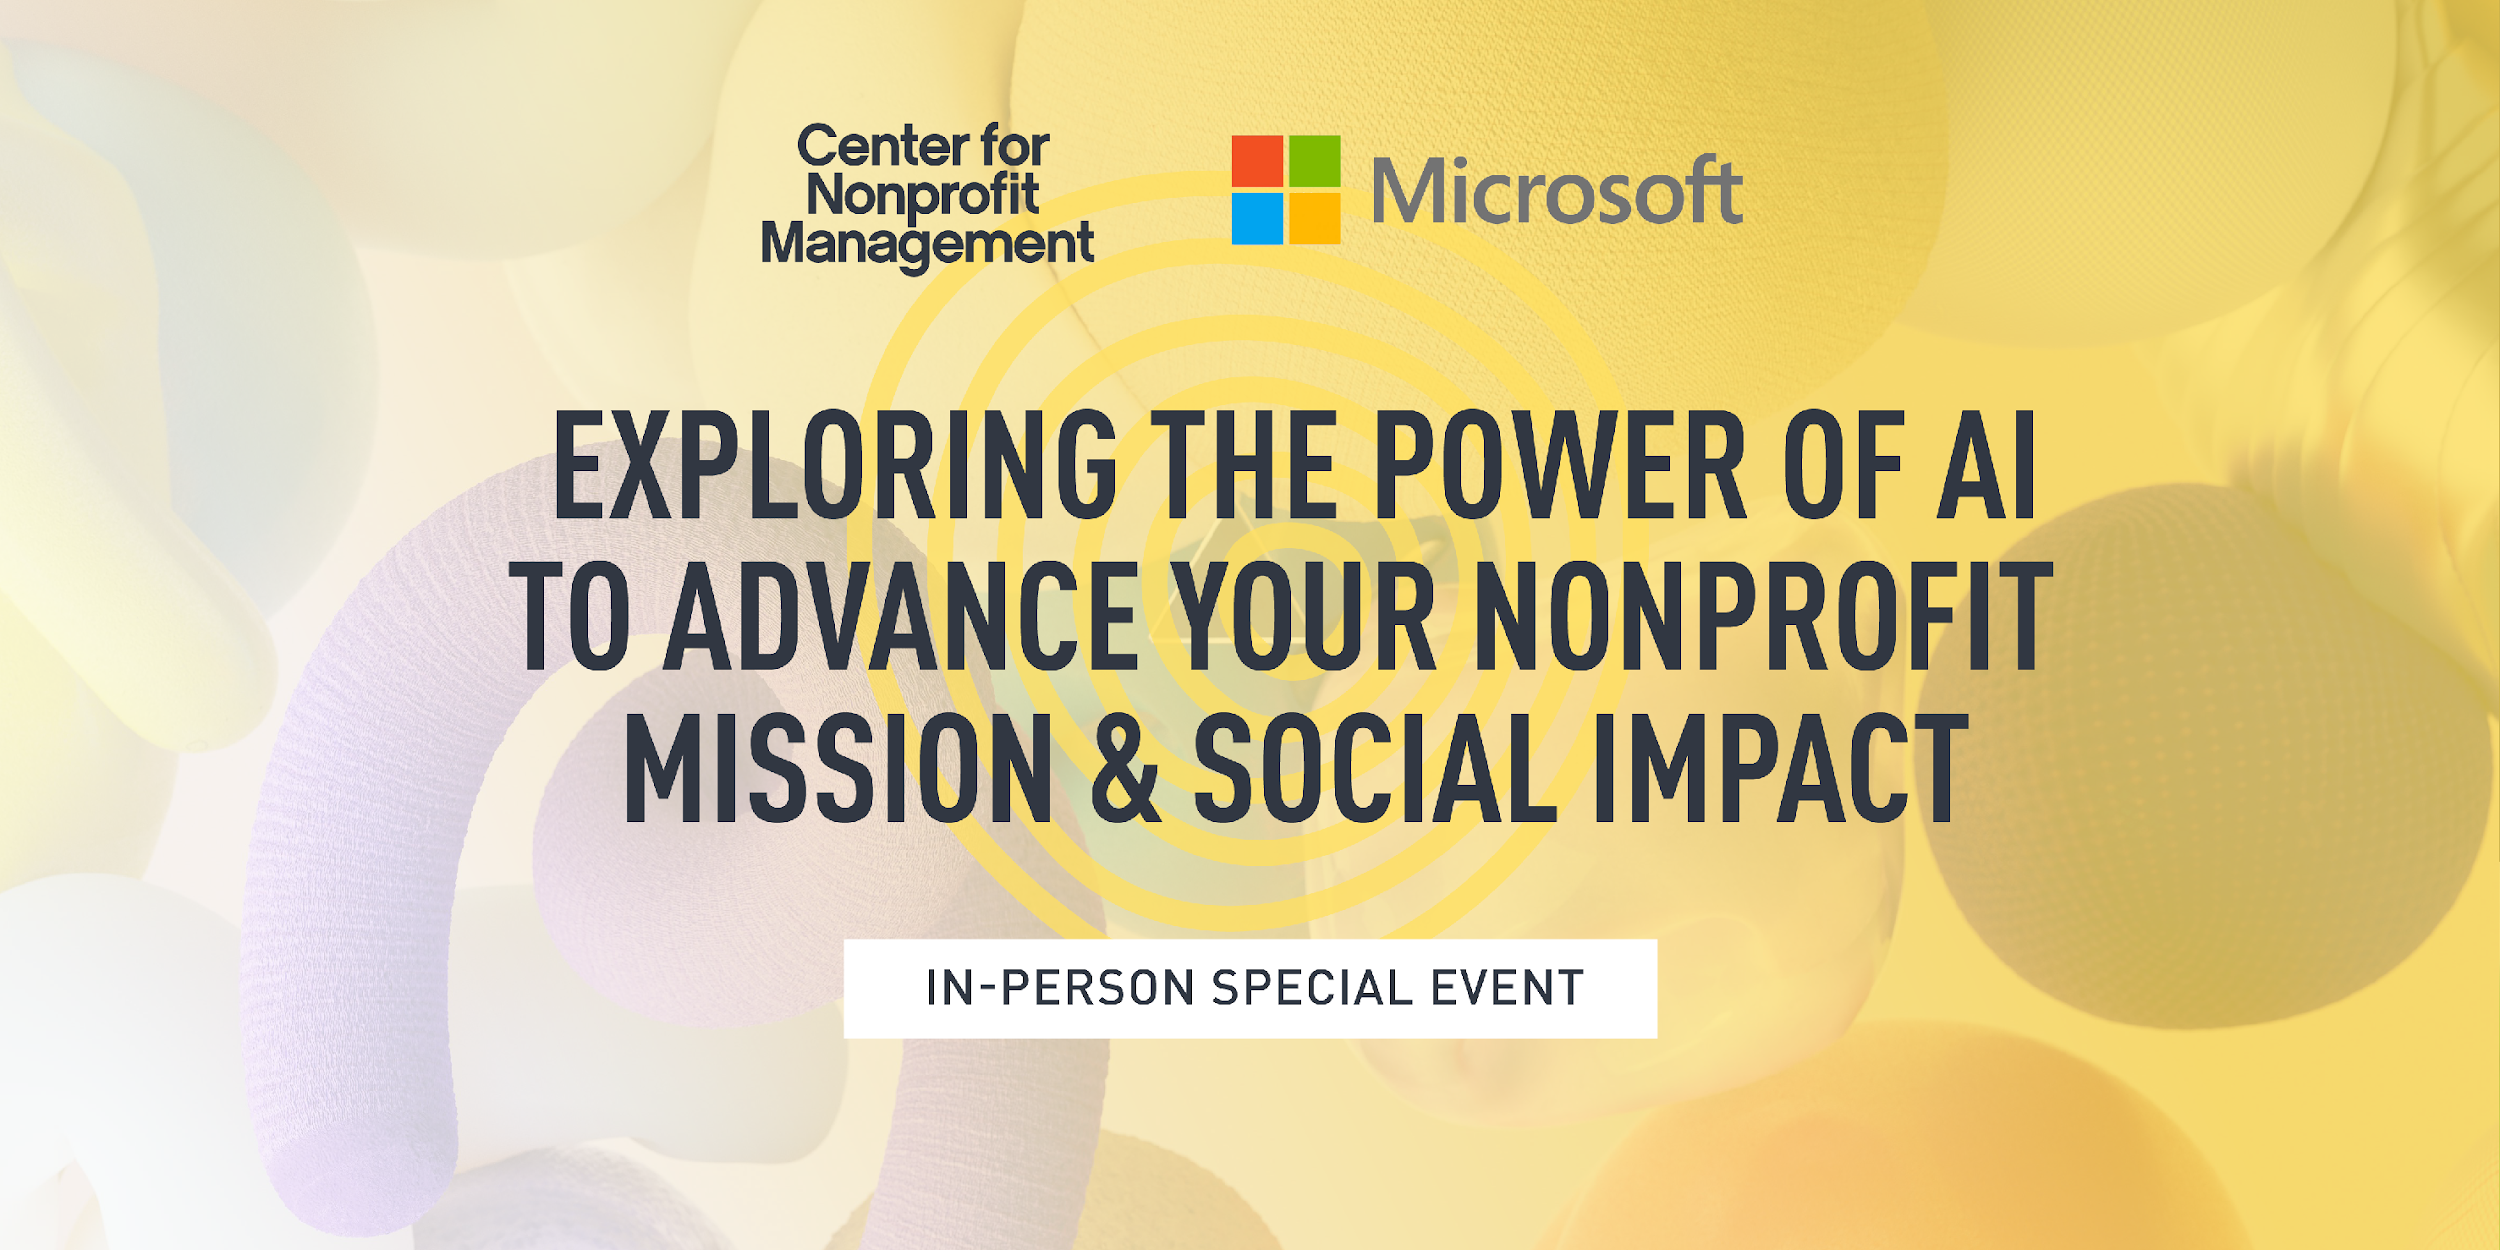 Center for
Nonprofit
Management
Microsoft
EXPLORING THE POWER OF AI
TO ADVANCE YOUR NONPROFIT
MISSION & SOCIAL IMPACT
IN-PERSON SPECIAL EVENT